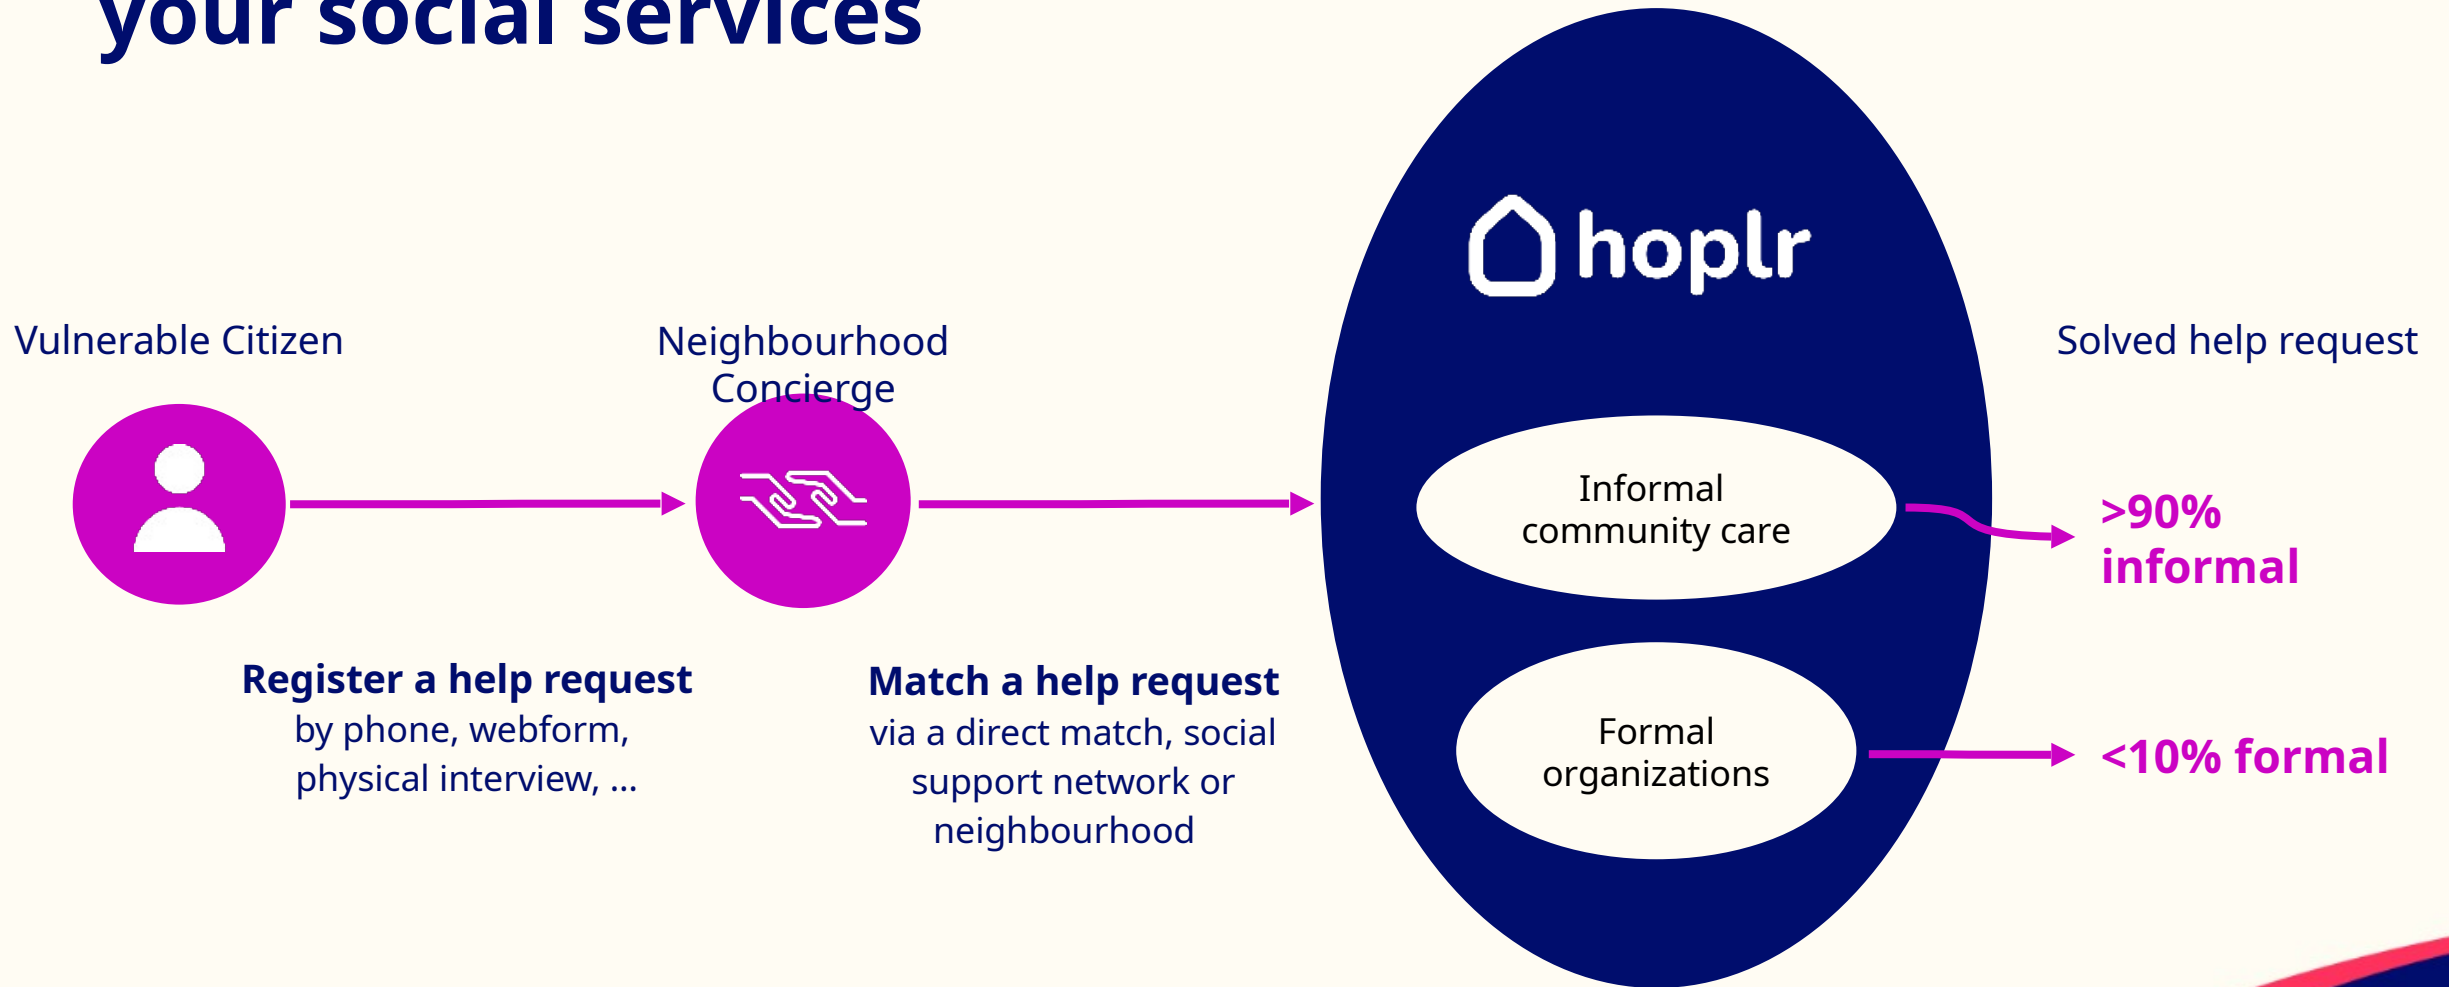 your social services
hoplr
Vulnerable Citizen
Neighbourhood
Concierge
Solved help request
Informal
community care
>90%
informal
Register a help request
by phone, webform,
physical interview, ...
Match a help request
via a direct match, social
support network or
neighbourhood
Formal
organizations
<10% formal